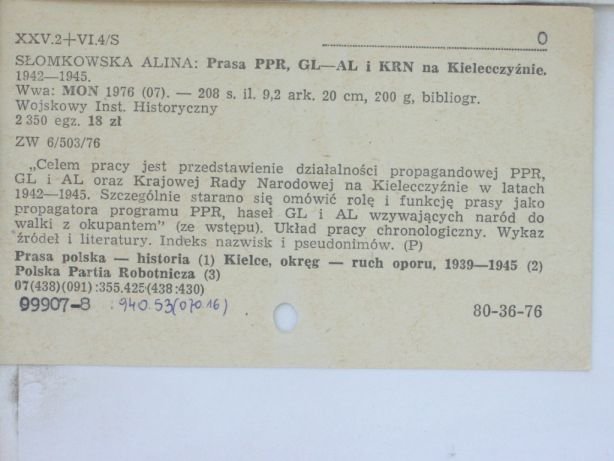 XXV.2+VI.4/S 0
SŁOMKOWSKA ALINA: Prasa PPR, GL—AL i KRN na Kielecczyźnie.
1942—1945.
Wwa: MON 1976 (07). — 208 s. il. 9,2 ark. 20 cm, 200 g, bibliogr.
Wojskowy Inst. Historyczny
2 350 egz. 18 zł
ZW 6/503/76
„Celem pracy jest przedstawienie działalności propagandowej PPR,
GL i AL oraz Krajowej Rady Narodowej na Kielecczyźnie w latach
1942—1945. Szczególnie starano się omówić rolę i funkcję prasy jako
propagatora programu PPR, haseł GL i AL wzywających naród do
walki z okupantem” (ze wstępu). Układ pracy chronologiczny. Wykaz
źródeł i literatury. Indeks nazwisk i pseudonimów. (P)
Prasa polska — historia (1) Kielce, okręg — ruch oporu, 1939—1945 (2)
Polska Partia Robotnicza (3)
07(438)(091):355.425(438:430)
09907-8 : 940.53(070.16) 80-36-76